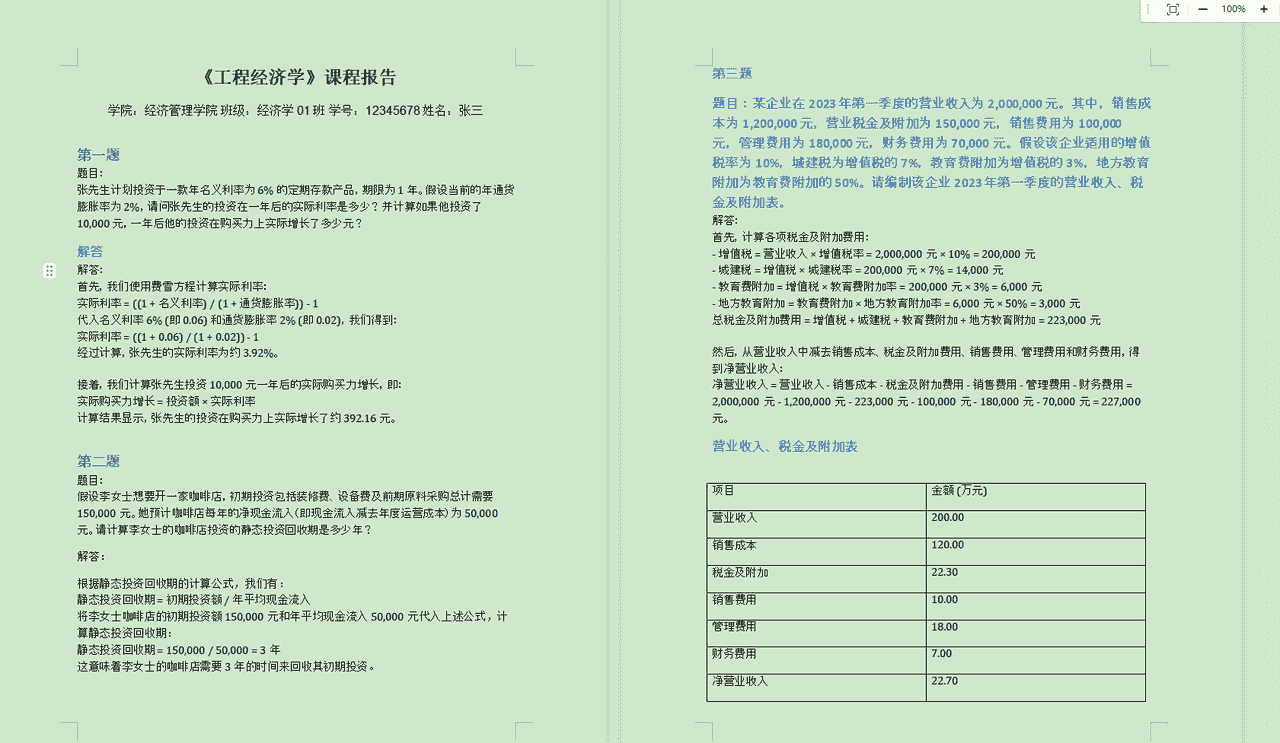 100%
《工程经济学》课程报告
学院：经济管理学院 班级：经济学 01 班 学号：12345678 姓名：张三
第一题
题目：
张先生计划投资于一款年名义利率为 6% 的定期存款产品，期限为 1 年。假设当前的年通货
膨胀率为 2%，请问张先生的投资在一年后的实际利率是多少？并计算如果他投资了
10,000 元，一年后他的投资在购买力上实际增长了多少元？
解答
解答:
首先, 我们使用费雪方程计算实际利率:
实际利率 = ((1 + 名义利率) / (1 + 通货膨胀率)) - 1
代入名义利率 6% (即 0.06) 和通货膨胀率 2% (即 0.02)，我们得到:
实际利率 = ((1 + 0.06) / (1 + 0.02)) - 1
经过计算, 张先生的实际利率为约 3.92%。
接着, 我们计算张先生投资 10,000 元一年后的实际购买力增长, 即:
实际购买力增长 = 投资额 × 实际利率
计算结果显示, 张先生的投资在购买力上实际增长了约 392.16 元。
第二题
题目：
假设李女士想要开一家咖啡店，初期投资包括装修费、设备费及前期原料采购总计需要
150,000 元。她预计咖啡店每年的净现金流入（即现金流入减去年度运营成本）为 50,000
元。请计算李女士的咖啡店投资的静态投资回收期是多少年？
解答：
根据静态投资回收期的计算公式，我们有：
静态投资回收期 = 初期投资额 / 年平均现金流入
将李女士咖啡店的初期投资额 150,000 元和年平均现金流入 50,000 元代入上述公式，计
算静态投资回收期：
静态投资回收期 = 150,000 / 50,000 = 3 年
这意味着李女士的咖啡店需要 3 年的时间来回收其初期投资。
第三题
题目：某企业在 2023 年第一季度的营业收入为 2,000,000 元。其中，销售成
本为 1,200,000 元，营业税金及附加为 150,000 元，销售费用为 100,000
元，管理费用为 180,000 元，财务费用为 70,000 元。假设该企业适用的增值
税率为 10%，城建税为增值税的 7%，教育费附加为增值税的 3%，地方教育
附加为教育费附加的 50%。请编制该企业 2023 年第一季度的营业收入、税
金及附加表。
解答:
首先, 计算各项税金及附加费用:
- 增值税 = 营业收入 × 增值税率 = 2,000,000 元 × 10% = 200,000 元
- 城建税 = 增值税 × 城建税率 = 200,000 元 × 7% = 14,000 元
- 教育费附加 = 增值税 × 教育费附加率 = 200,000 元 × 3% = 6,000 元
- 地方教育附加 = 教育费附加 × 地方教育附加率 = 6,000 元 × 50% = 3,000 元
总税金及附加费用 = 增值税 + 城建税 + 教育费附加 + 地方教育附加 = 223,000 元
然后, 从营业收入中减去销售成本、税金及附加费用、销售费用、管理费用和财务费用, 得
到净营业收入:
净营业收入 = 营业收入 - 销售成本 - 税金及附加费用 - 销售费用 - 管理费用 - 财务费用 =
2,000,000 元 - 1,200,000 元 - 223,000 元 - 100,000 元 - 180,000 元 - 70,000 元 = 227,000
元。
营业收入、税金及附加表
项目 金额 (万元)
营业收入 200.00
销售成本 120.00
税金及附加 22.30
销售费用 10.00
管理费用 18.00
财务费用 7.00
净营业收入 22.70